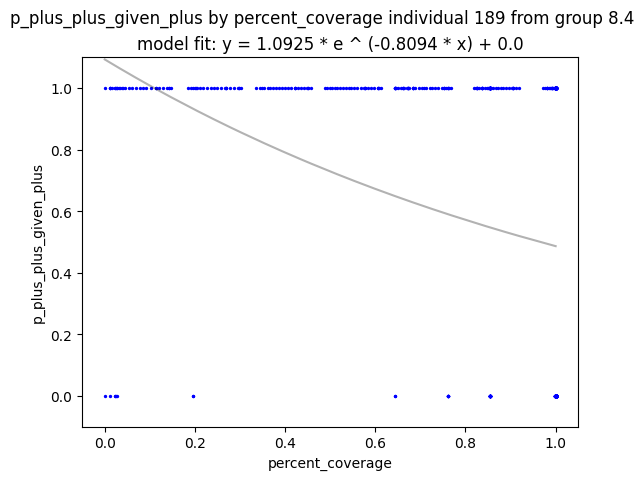 p_plus_plus_given_plus by percent_coverage individual 189 from group 8.4
model fit: y = 1.0925 * e ^ (-0.8094 * x) + 0.0
1.0
0.8
0.6
0.4
0.2
0.0
p_plus_plus_given_plus
0.0 0.2 0.4 0.6 0.8 1.0
percent_coverage